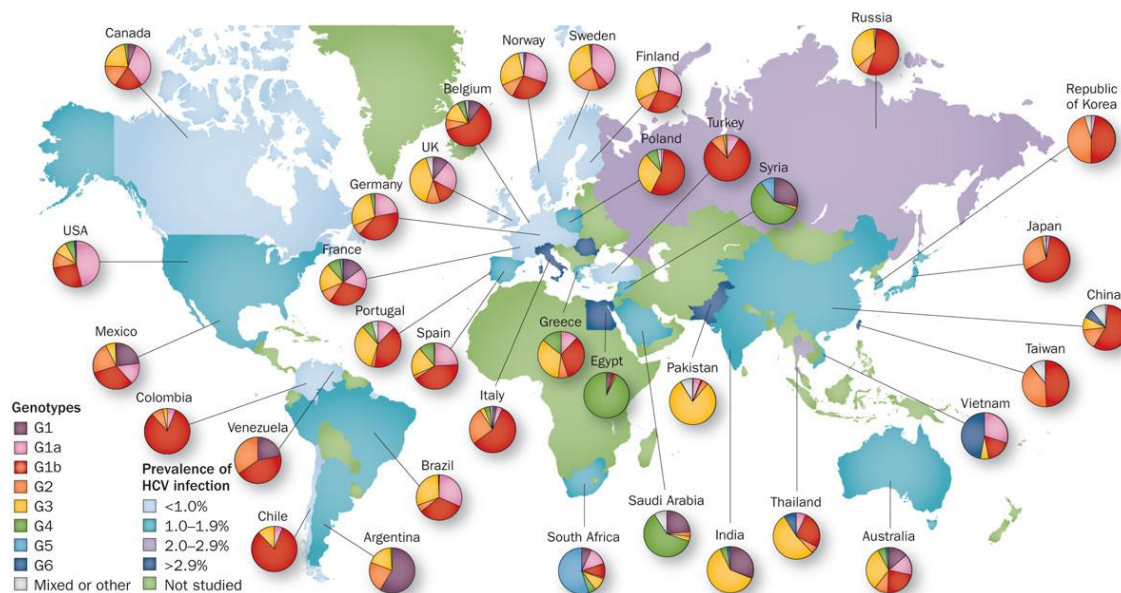 Canada
Norway
Sweden
Finland
Russia
Belgium
Republic
of Korea
UK
Poland
Turkey
Syria
Germany
USA
France
Japan
Portugal
Spain
Greece
Egypt
Pakistan
China
Mexico
Taiwan
Italy
Vietnam
Colombia
Venezuela
Brazil
Saudi Arabia
Thailand
Chile
Argentina
South Africa
India
Australia
Genotypes
G1
G1a
G1b
G2
G3
G4
G5
G6
Mixed or other
Prevalence of
HCV infection
<1.0%
1.0–1.9%
2.0–2.9%
>2.9%
Not studied